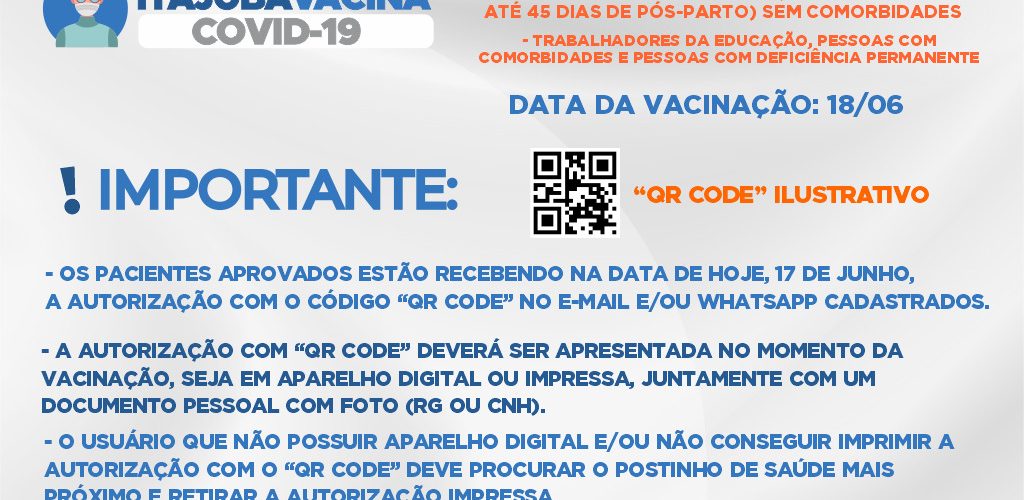 ITAJUBÁ VACINA
COVID-19
ATÉ 45 DIAS DE PÓS-PARTO) SEM COMORBIDADES
- TRABALHADORES DA EDUCAÇÃO, PESSOAS COM
COMORBIDADES E PESSOAS COM DEFICIÊNCIA PERMANENTE
DATA DA VACINAÇÃO: 18/06
! IMPORTANTE:
“QR CODE” ILUSTRATIVO
- OS PACIENTES APROVADOS ESTÃO RECEBENDO NA DATA DE HOJE, 17 DE JUNHO,
A AUTORIZAÇÃO COM O CÓDIGO “QR CODE” NO E-MAIL E/OU WHATSAPP CADASTRADOS.
- A AUTORIZAÇÃO COM “QR CODE” DEVERÁ SER APRESENTADA NO MOMENTO DA
VACINAÇÃO, SEJA EM APARELHO DIGITAL OU IMPRESSA, JUNTAMENTE COM UM
DOCUMENTO PESSOAL COM FOTO (RG OU CNH).
- O USUÁRIO QUE NÃO POSSUIR APARELHO DIGITAL E/OU NÃO CONSEGUIR IMPRIMIR A
AUTORIZAÇÃO COM O “QR CODE” DEVE PROCURAR O POSTINHO DE SAÚDE MAIS
PRÓXIMO E RETIRAR A AUTORIZAÇÃO IMPRESSA